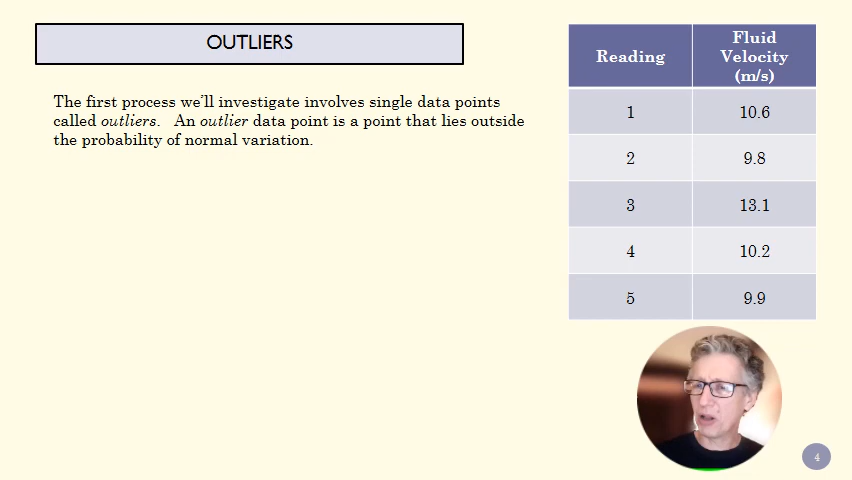 OUTLIERS
The first process we’ll investigate involves single data points
called outliers. An outlier data point is a point that lies outside
the probability of normal variation.
Reading Fluid Velocity (m/s)
1 10.6
2 9.8
3 13.1
4 10.2
5 9.9
4